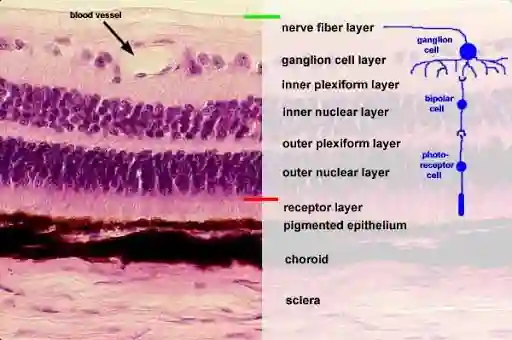 blood vessel
nerve fiber layer
ganglion cell layer
inner plexiform layer
inner nuclear layer
outer plexiform layer
outer nuclear layer
receptor layer
pigmented epithelium
choroid
sclera
ganglion
cell
bipolar
cell
photo-
receptor
cell